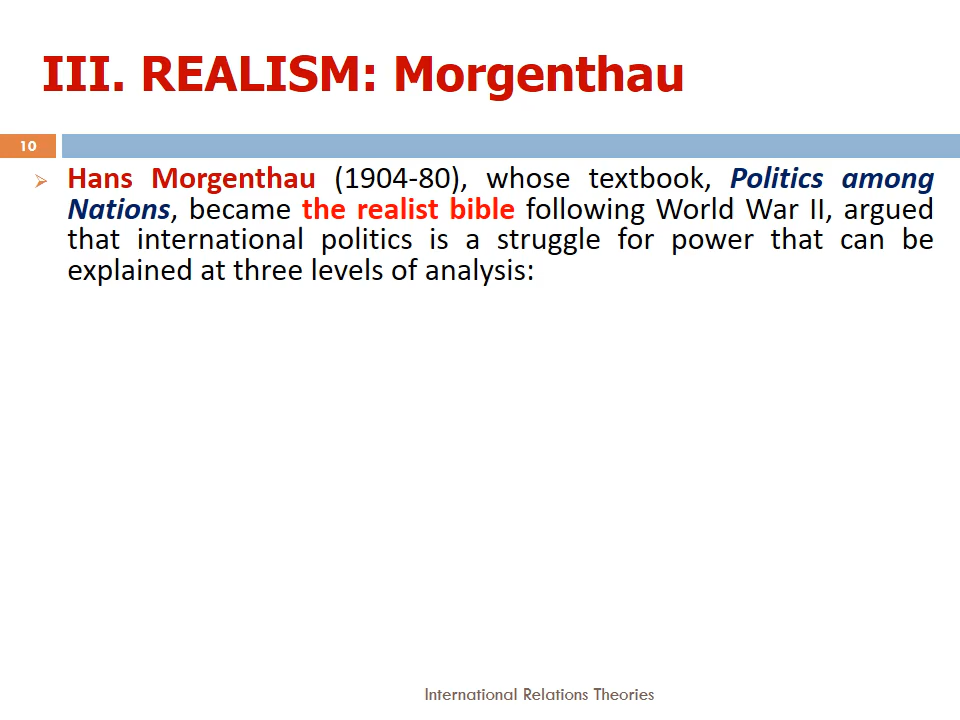 III. REALISM: Morgenthau
10
Hans Morgenthau (1904-80), whose textbook, Politics among
Nations, became the realist bible following World War II, argued
that international politics is a struggle for power that can be
explained at three levels of analysis:
International Relations Theories